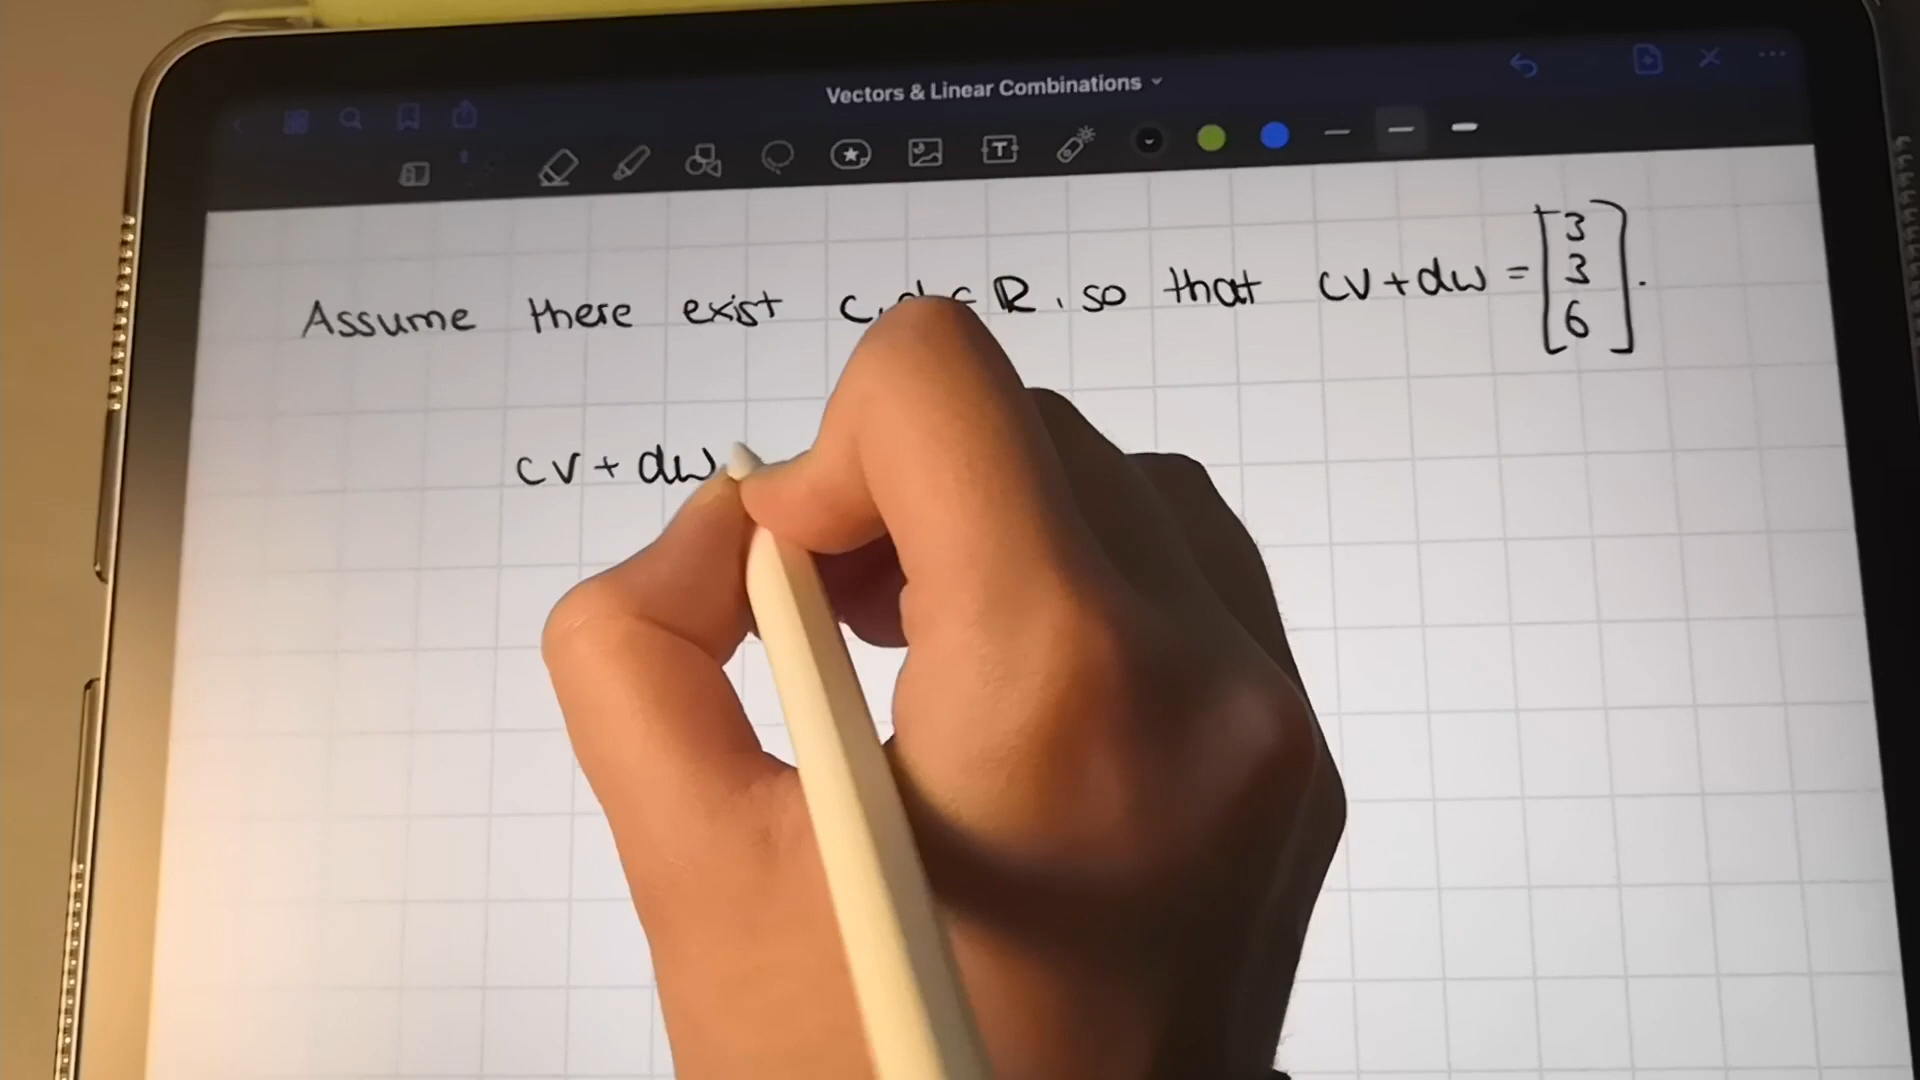 Vectors & Linear Combinations
Assume there exist c, d ∈ ℝ, so that cv + dw = [3 3 6].
cv + dw